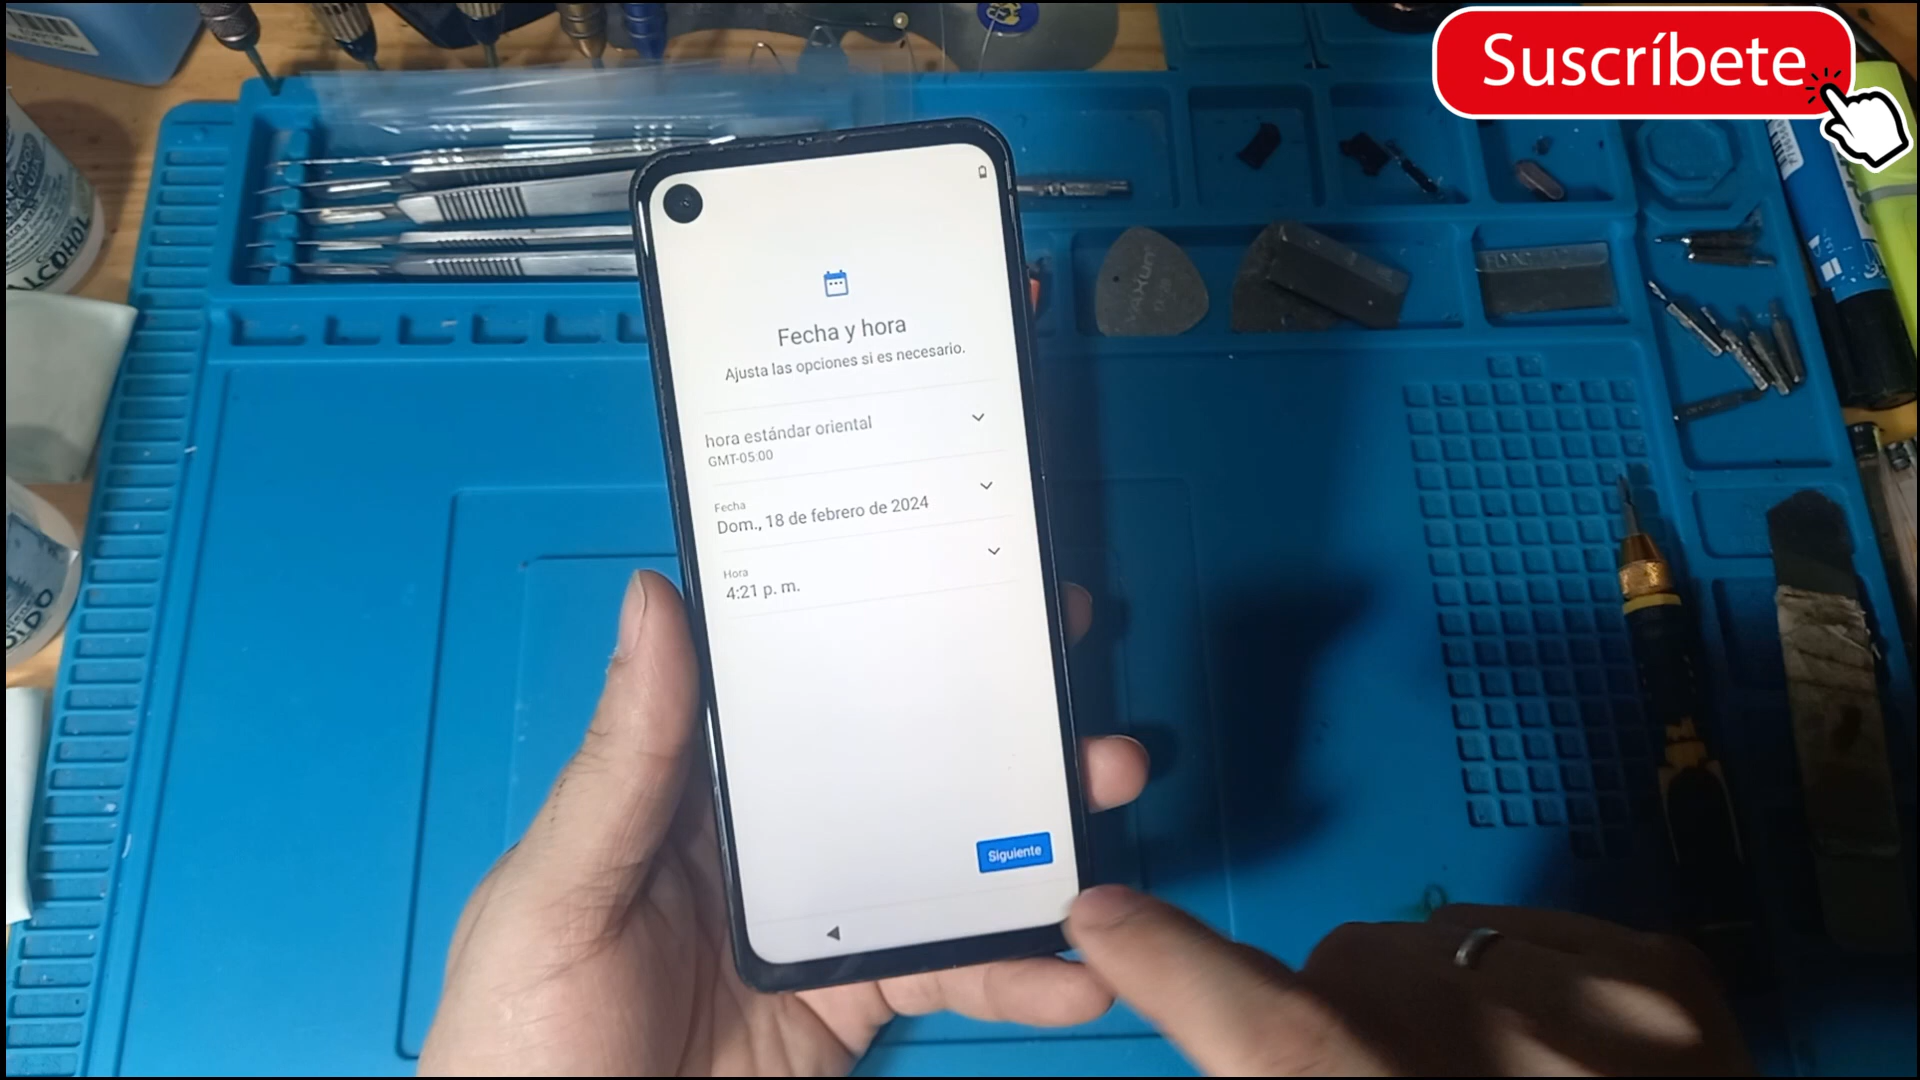 Suscríbete
ALCOHOL
Fecha y hora
Ajusta las opciones si es necesario.
hora estándar oriental
GMT-05:00
Fecha
Dom., 18 de febrero de 2024
Hora
4:21 p. m.
Siguiente